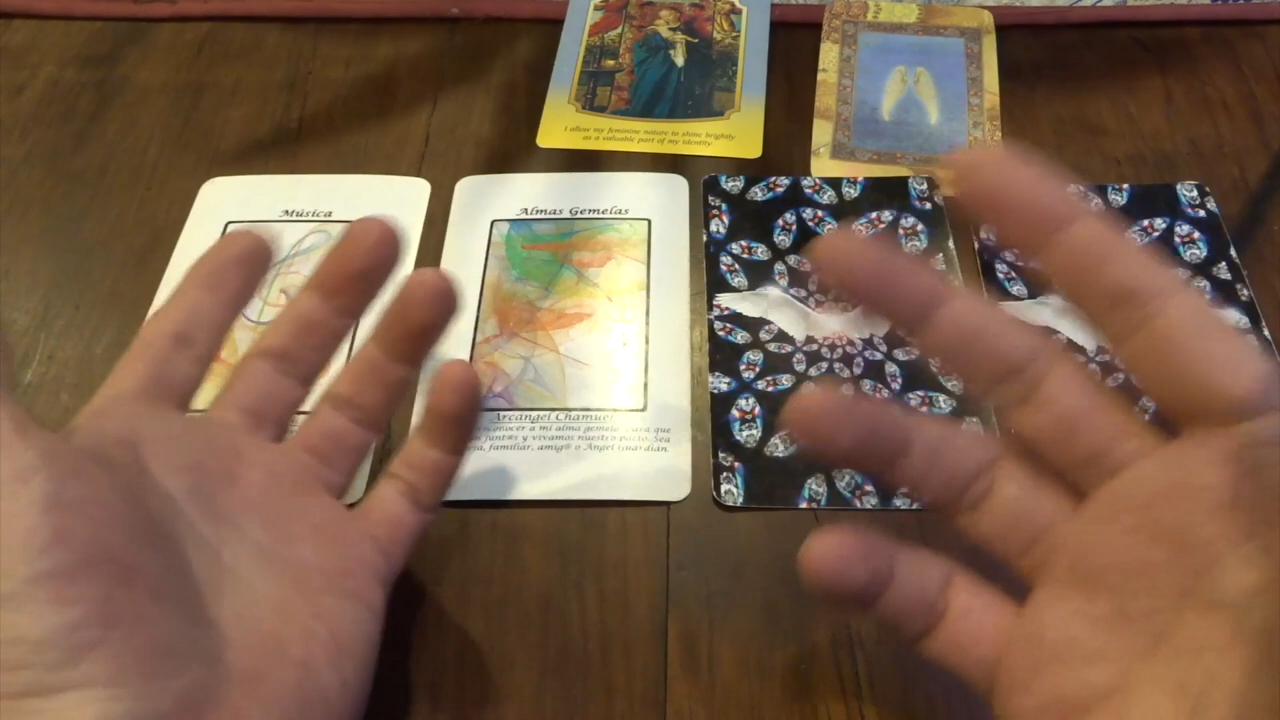 I allow my feminine nature to shine brightly
as a valuable part of my identity
Música
Almas Gemelas
Arcángel Chamuel
conocer a mi alma gemela para que
junt@s y vivamos nuestro pacto. Sea
familiar, amig@ o Ángel Guardián.